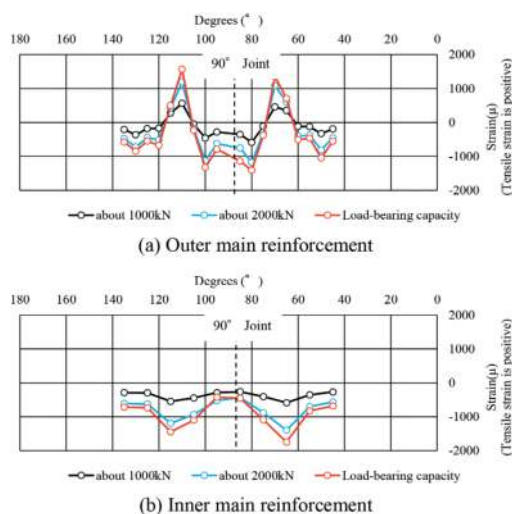 Degrees(°)
180 160 140 120 100 80 60 40 20 0
90° Joint
2000
1000
0
-1000
-2000
Strain(μ)
(Tensile strain is positive)
about 1000kN about 2000kN Load-bearing capacity
(a) Outer main reinforcement
Degrees(°)
180 160 140 120 100 80 60 40 20 0
90° Joint
2000
1000
0
-1000
-2000
Strain(μ)
(Tensile strain is positive)
about 1000kN about 2000kN Load-bearing capacity
(b) Inner main reinforcement